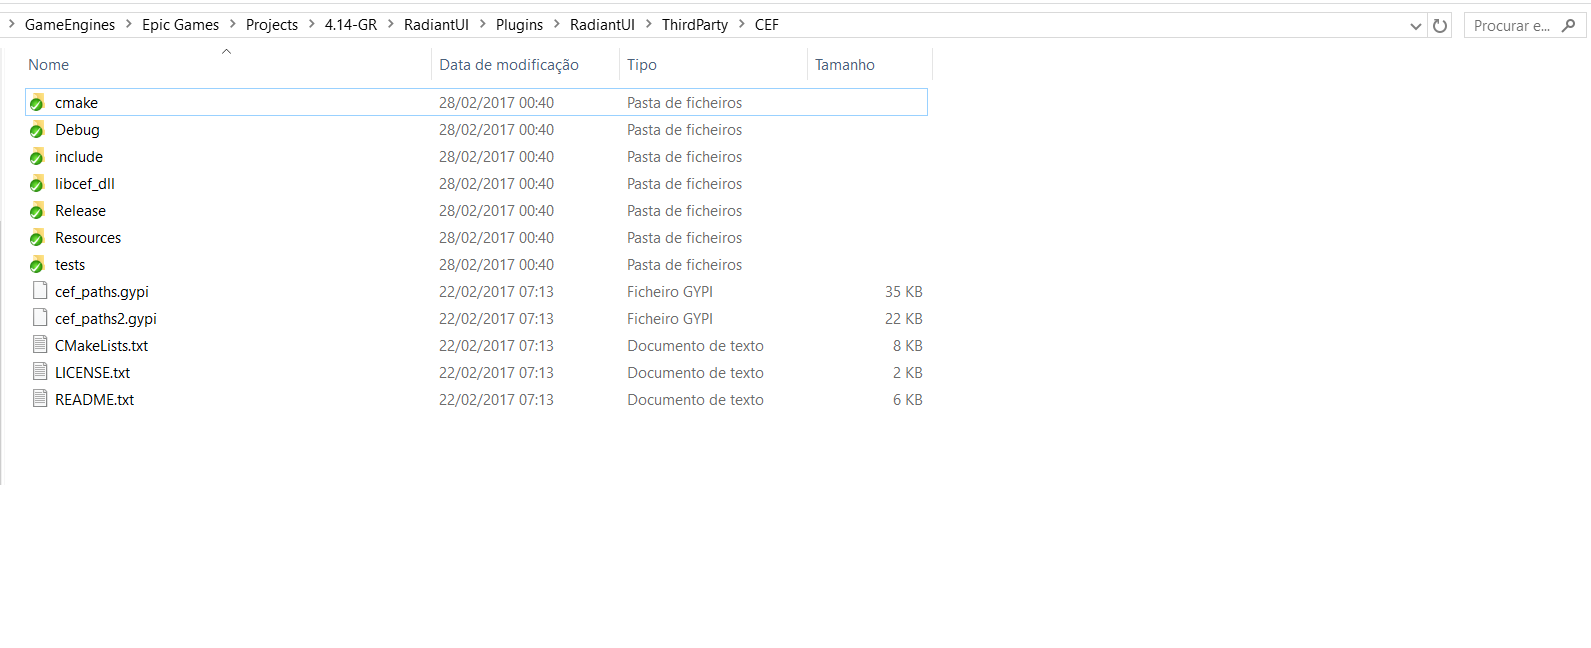 GameEngines > Epic Games > Projects > 4.14-GR > RadiantUI > Plugins > RadiantUI > ThirdParty > CEF Procurar e...
Nome Data de modificação Tipo Tamanho
cmake 28/02/2017 00:40 Pasta de ficheiros
Debug 28/02/2017 00:40 Pasta de ficheiros
include 28/02/2017 00:40 Pasta de ficheiros
libcef_dll 28/02/2017 00:40 Pasta de ficheiros
Release 28/02/2017 00:40 Pasta de ficheiros
Resources 28/02/2017 00:40 Pasta de ficheiros
tests 28/02/2017 00:40 Pasta de ficheiros
cef_paths.gypi 22/02/2017 07:13 Ficheiro GYPI 35 KB
cef_paths2.gypi 22/02/2017 07:13 Ficheiro GYPI 22 KB
CMakeLists.txt 22/02/2017 07:13 Documento de texto 8 KB
LICENSE.txt 22/02/2017 07:13 Documento de texto 2 KB
README.txt 22/02/2017 07:13 Documento de texto 6 KB